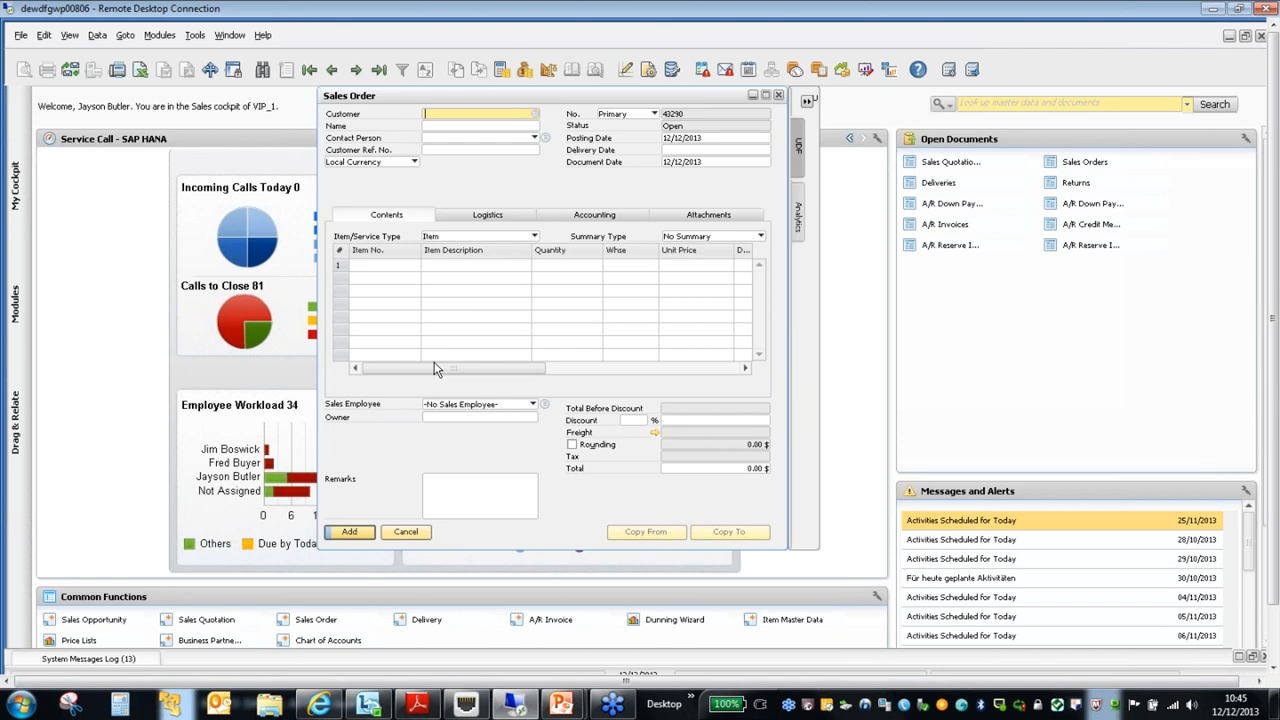 dewdfgwp00806 - Remote Desktop Connection
File Edit View Data Goto Modules Tools Window Help
Welcome, Jayson Butler. You are in the Sales cockpit of VIP_1.
Look up master data and documents
Search
My Cockpit
Modules
Drag & Relate
Service Call - SAP HANA
Incoming Calls Today 0
Calls to Close 81
Employee Workload 34
Jim Boswick
Fred Buyer
Jayson Butler
Not Assigned
0 6
Others Due by Toda
Sales Order
Customer
Name
Contact Person
Customer Ref. No.
Local Currency
No. Primary 43290
Status Open
Posting Date 12/12/2013
Delivery Date
Document Date 12/12/2013
UDF
Analytics
Contents Logistics Accounting Attachments
Item/Service Type Item Summary Type No Summary
# Item No. Item Description Quantity Whse Unit Price D...
1
Sales Employee -No Sales Employee-
Owner
Remarks
Total Before Discount
Discount %
Freight
Rounding 0.00 $
Tax
Total 0.00 $
Add Cancel Copy From Copy To
Open Documents
Sales Quotatio... Sales Orders
Deliveries Returns
A/R Down Pay... A/R Down Pay...
A/R Invoices A/R Credit Me...
A/R Reserve I... A/R Reserve I...
Messages and Alerts
Activities Scheduled for Today 25/11/2013
Activities Scheduled for Today 28/10/2013
Activities Scheduled for Today 29/10/2013
Für heute geplante Aktivitäten 30/10/2013
Activities Scheduled for Today 04/11/2013
Activities Scheduled for Today 05/11/2013
Activities Scheduled for Today 06/11/2013
Common Functions
Sales Opportunity Sales Quotation Sales Order Delivery A/R Invoice Dunning Wizard Item Master Data
Price Lists Business Partne... Chart of Accounts
System Messages Log (13)
Desktop
100%
10:45
12/12/2013